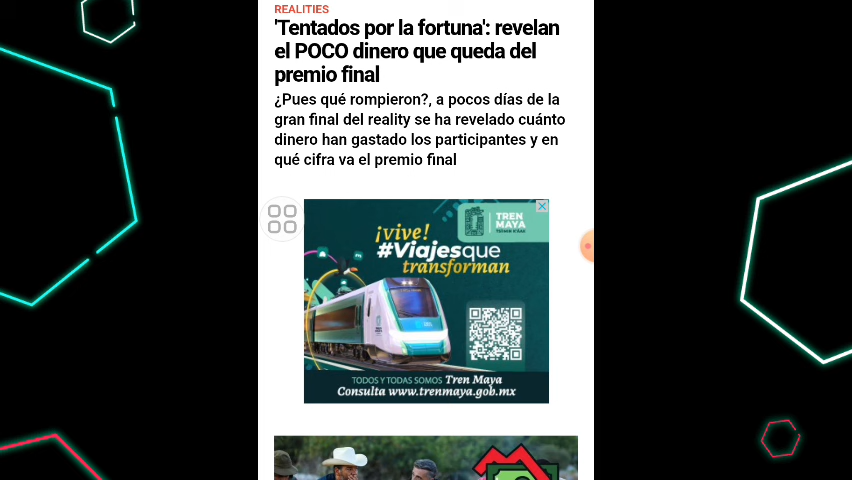 REALITIES
'Tentados por la fortuna': revelan
el POCO dinero que queda del
premio final
¿Pues qué rompieron?, a pocos días de la
gran final del reality se ha revelado cuánto
dinero han gastado los participantes y en
qué cifra va el premio final
TREN
MAYA
¡vive!
#Viajesque
transforman
TODOS Y TODAS SOMOS Tren Maya
Consulta www.trenmaya.gob.mx